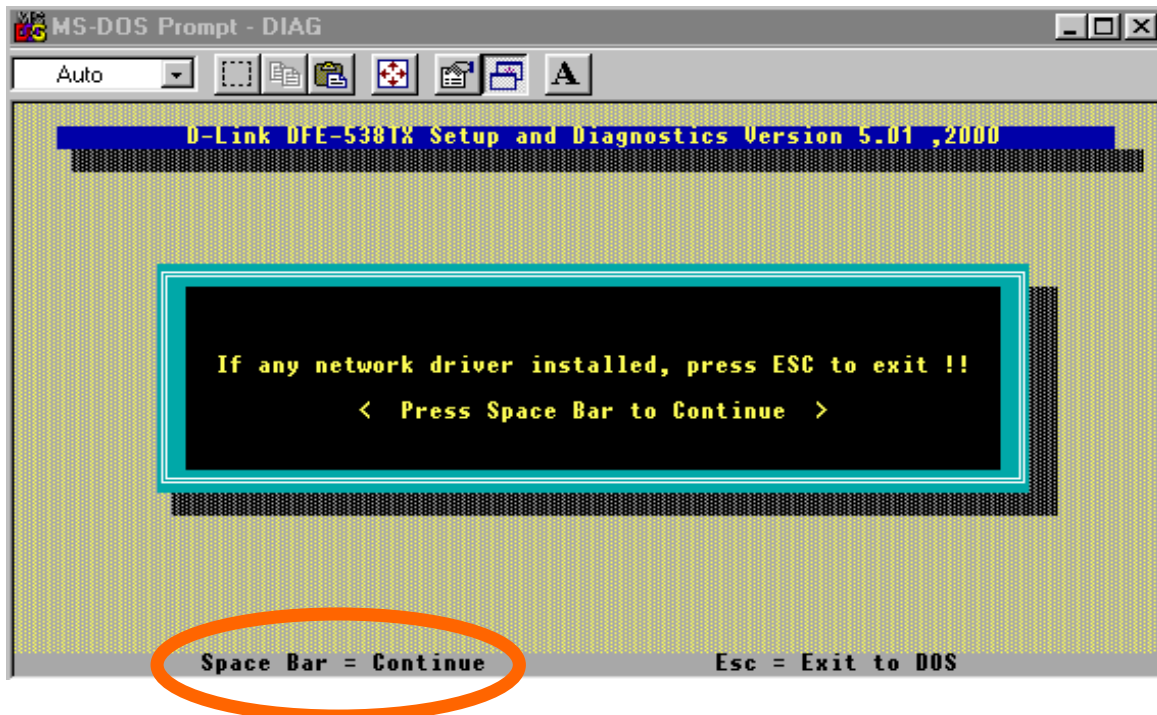 MS-DOS Prompt - DIAG
Auto
A
D-Link DFE-538TX Setup and Diagnostics Version 5.01 ,2000
If any network driver installed, press ESC to exit !!
< Press Space Bar to Continue >
Space Bar = Continue Esc = Exit to DOS